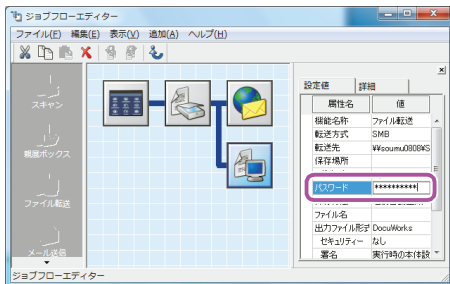 ジョブフローエディター
ファイル(F) 編集(E) 表示(V) 追加(A) ヘルプ(H)
スキャン
親展ボックス
ファイル転送
メール送信
設定値 詳細
属性名 値
機能名称 ファイル転送
転送方式 SMB
転送先 ¥¥soumu0808¥S
保存場所
パスワード **********
ファイル名
出力ファイル形式 DocuWorks
セキュリティー なし
署名 実行時の本体設
ジョブフローエディター